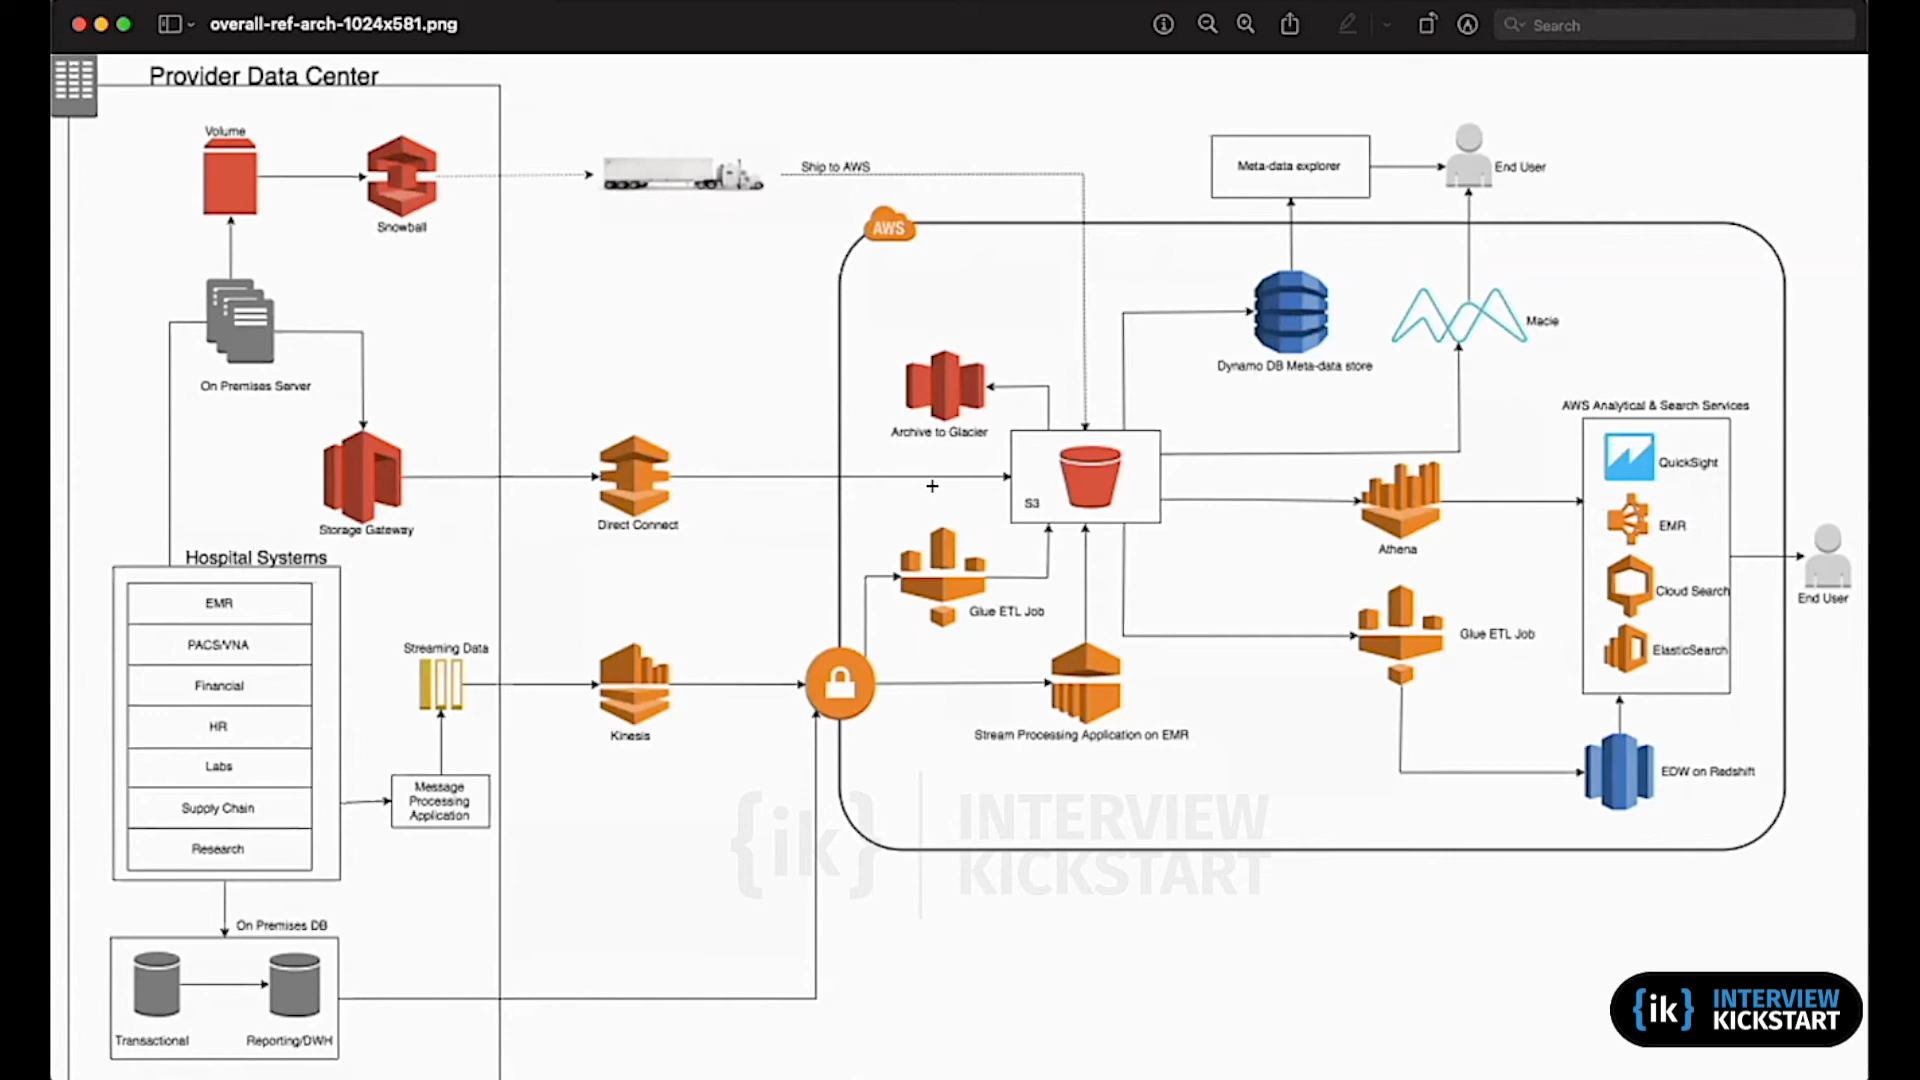 overall-ref-arch-1024x581.png
Search
Provider Data Center
Volume
Snowball
Ship to AWS
Meta-data explorer
End User
AWS
On Premises Server
Dynamo DB Meta-data store
Macie
Archive to Glacier
AWS Analytical & Search Services
QuickSight
EMR
Cloud Search
ElasticSearch
S3
Storage Gateway
Direct Connect
Athena
End User
Hospital Systems
EMR
PACS/VNA
Financial
HR
Labs
Supply Chain
Research
Streaming Data
Message
Processing
Application
Kinesis
Glue ETL Job
Stream Processing Application on EMR
Glue ETL Job
EDW on Redshift
{ik} INTERVIEW
KICKSTART
On Premises DB
Transactional
Reporting/DWH
{ik} INTERVIEW
KICKSTART